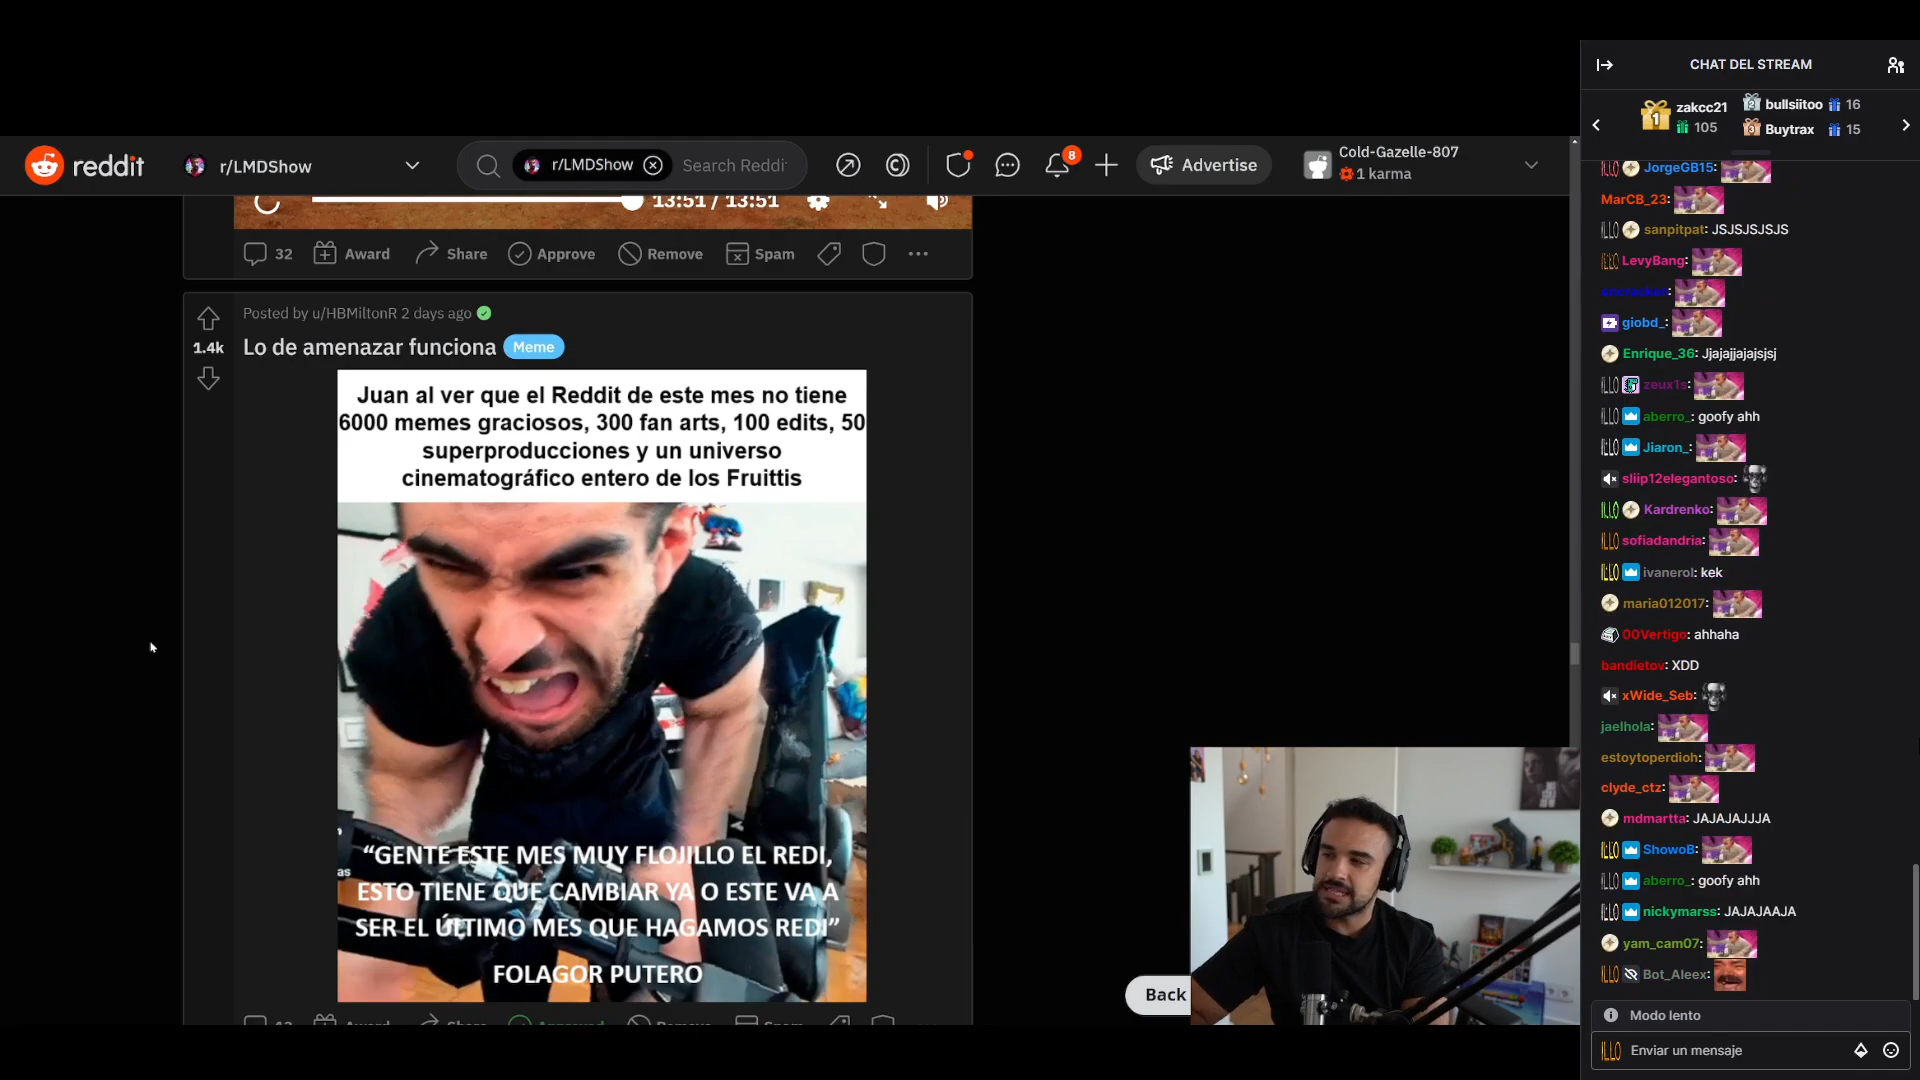 CHAT DEL STREAM
zakcc21
105
bullsiitoo 16
Buytrax 15
reddit
r/LMDShow
r/LMDShow
Search Reddi
8
Advertise
Cold-Gazelle-807
1 karma
13:51 / 13:51
32 Award Share Approve Remove Spam
Posted by u/HBMiltonR 2 days ago
1.4k
Lo de amenazar funciona Meme
Juan al ver que el Reddit de este mes no tiene
6000 memes graciosos, 300 fan arts, 100 edits, 50
superproducciones y un universo
cinematográfico entero de los Fruittis
as
“GENTE ESTE MES MUY FLOJILLO EL REDI,
ESTO TIENE QUE CAMBIAR YA O ESTE VA A
SER EL ÚLTIMO MES QUE HAGAMOS REDI”
FOLAGOR PUTERO
Back
JorgeGB15:
MarCB_23:
sanpitpat: JSJSJSJSJS
LevyBang:
giobd_:
Enrique_36: Jjajajjajajsjsj
zeux1s:
aberro_: goofy ahh
Jiaron_:
sliip12elegantoso:
Kardrenko:
sofiadandria:
ivanerol: kek
maria012017:
00Vertigo: ahhaha
bandietov: XDD
xWide_Seb:
jaelhola:
estoytoperdioh:
clyde_ctz:
mdmartta: JAJAJAJJJA
ShowoB:
aberro_: goofy ahh
nickymarss: JAJAJAAJA
yam_cam07:
Bot_Aleex:
Modo lento
Enviar un mensaje